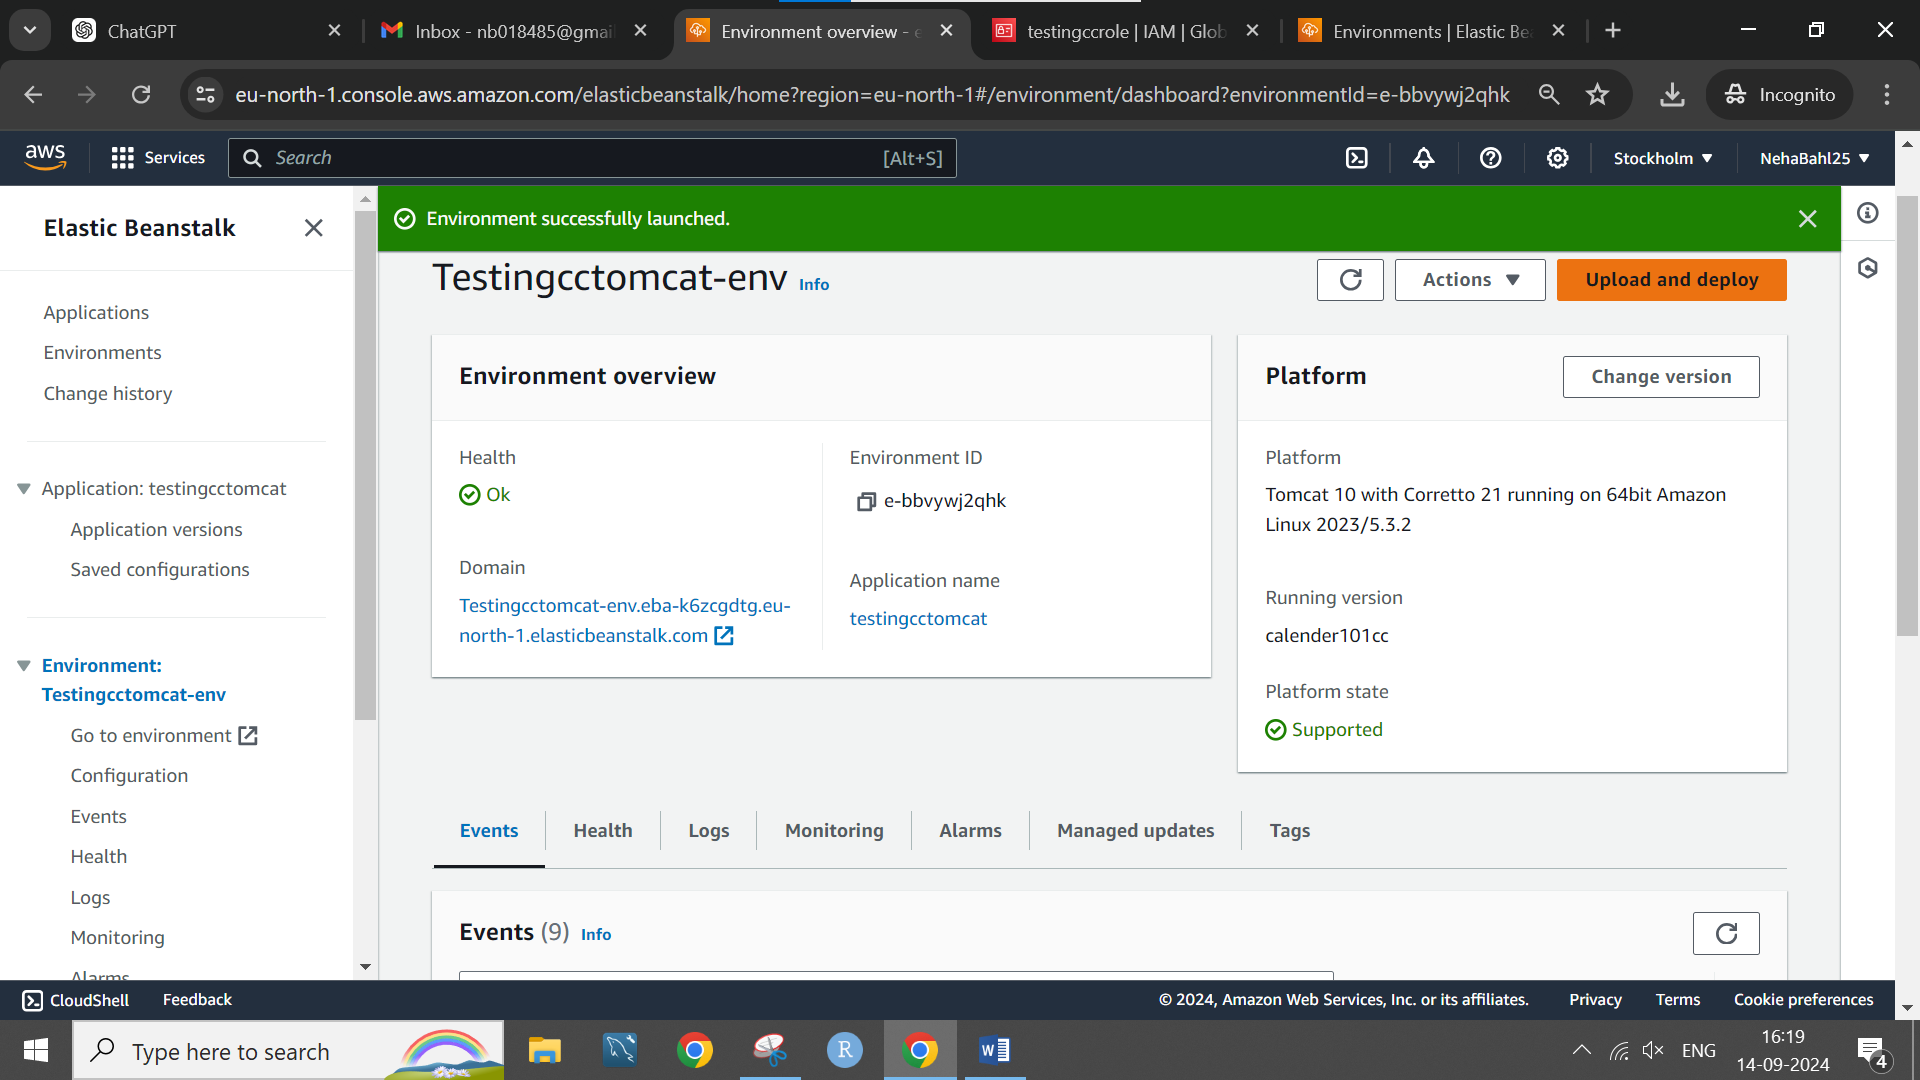 ChatGPT
Inbox - nb018485@gmai
Environment overview - e
testingccrole | IAM | Glob
Environments | Elastic Bea
eu-north-1.console.aws.amazon.com/elasticbeanstalk/home?region=eu-north-1#/environment/dashboard?environmentId=e-bbvywj2qhk
Incognito
aws
Services
Search
[Alt+S]
Stockholm
NehaBahl25
Elastic Beanstalk
Applications
Environments
Change history
Application: testingcctomcat
Application versions
Saved configurations
Environment:
Testingcctomcat-env
Go to environment
Configuration
Events
Health
Logs
Monitoring
Alarms
Environment successfully launched.
Testingcctomcat-env Info
Actions
Upload and deploy
Environment overview
Health
Ok
Domain
Testingcctomcat-env.eba-k6zcgdtg.eu-
north-1.elasticbeanstalk.com
Environment ID
e-bbvywj2qhk
Application name
testingcctomcat
Platform
Change version
Platform
Tomcat 10 with Corretto 21 running on 64bit Amazon
Linux 2023/5.3.2
Running version
calender101cc
Platform state
Supported
Events
Health
Logs
Monitoring
Alarms
Managed updates
Tags
Events (9) Info
CloudShell
Feedback
© 2024, Amazon Web Services, Inc. or its affiliates.
Privacy
Terms
Cookie preferences
Type here to search
R
W
ENG
16:19
14-09-2024
4